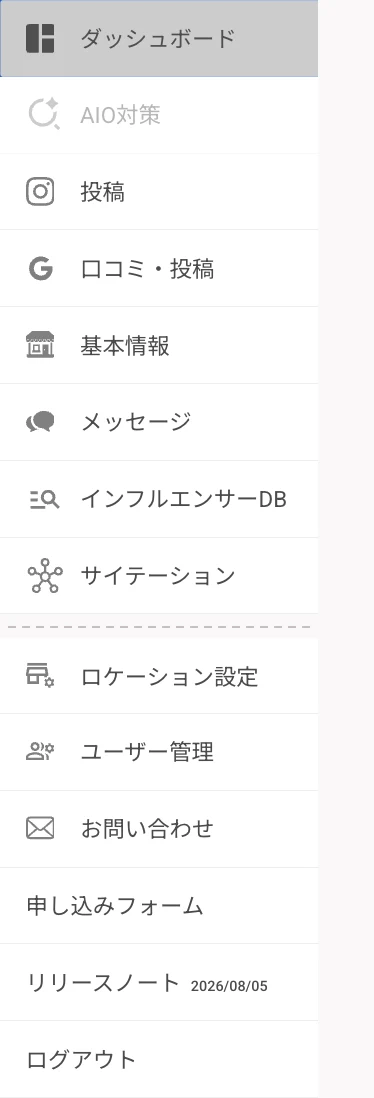 ダッシュボード
AIO対策
投稿
口コミ・投稿
基本情報
メッセージ
インフルエンサーDB
サイテーション
ロケーション設定
ユーザー管理
お問い合わせ
申し込みフォーム
リリースノート 2026/08/05
ログアウト